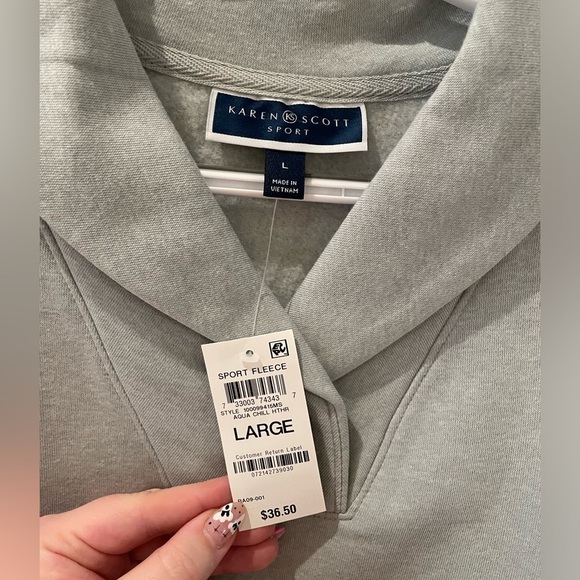 KAREN KS SCOTT
SPORT
L
MADE IN
VIETNAM
SPORT FLEECE
7 33003 74343 7
STYLE 100099415MS
AQUA CHILL HTHR
LARGE
Customer Return Label
072142739030
RA09-001
$36.50